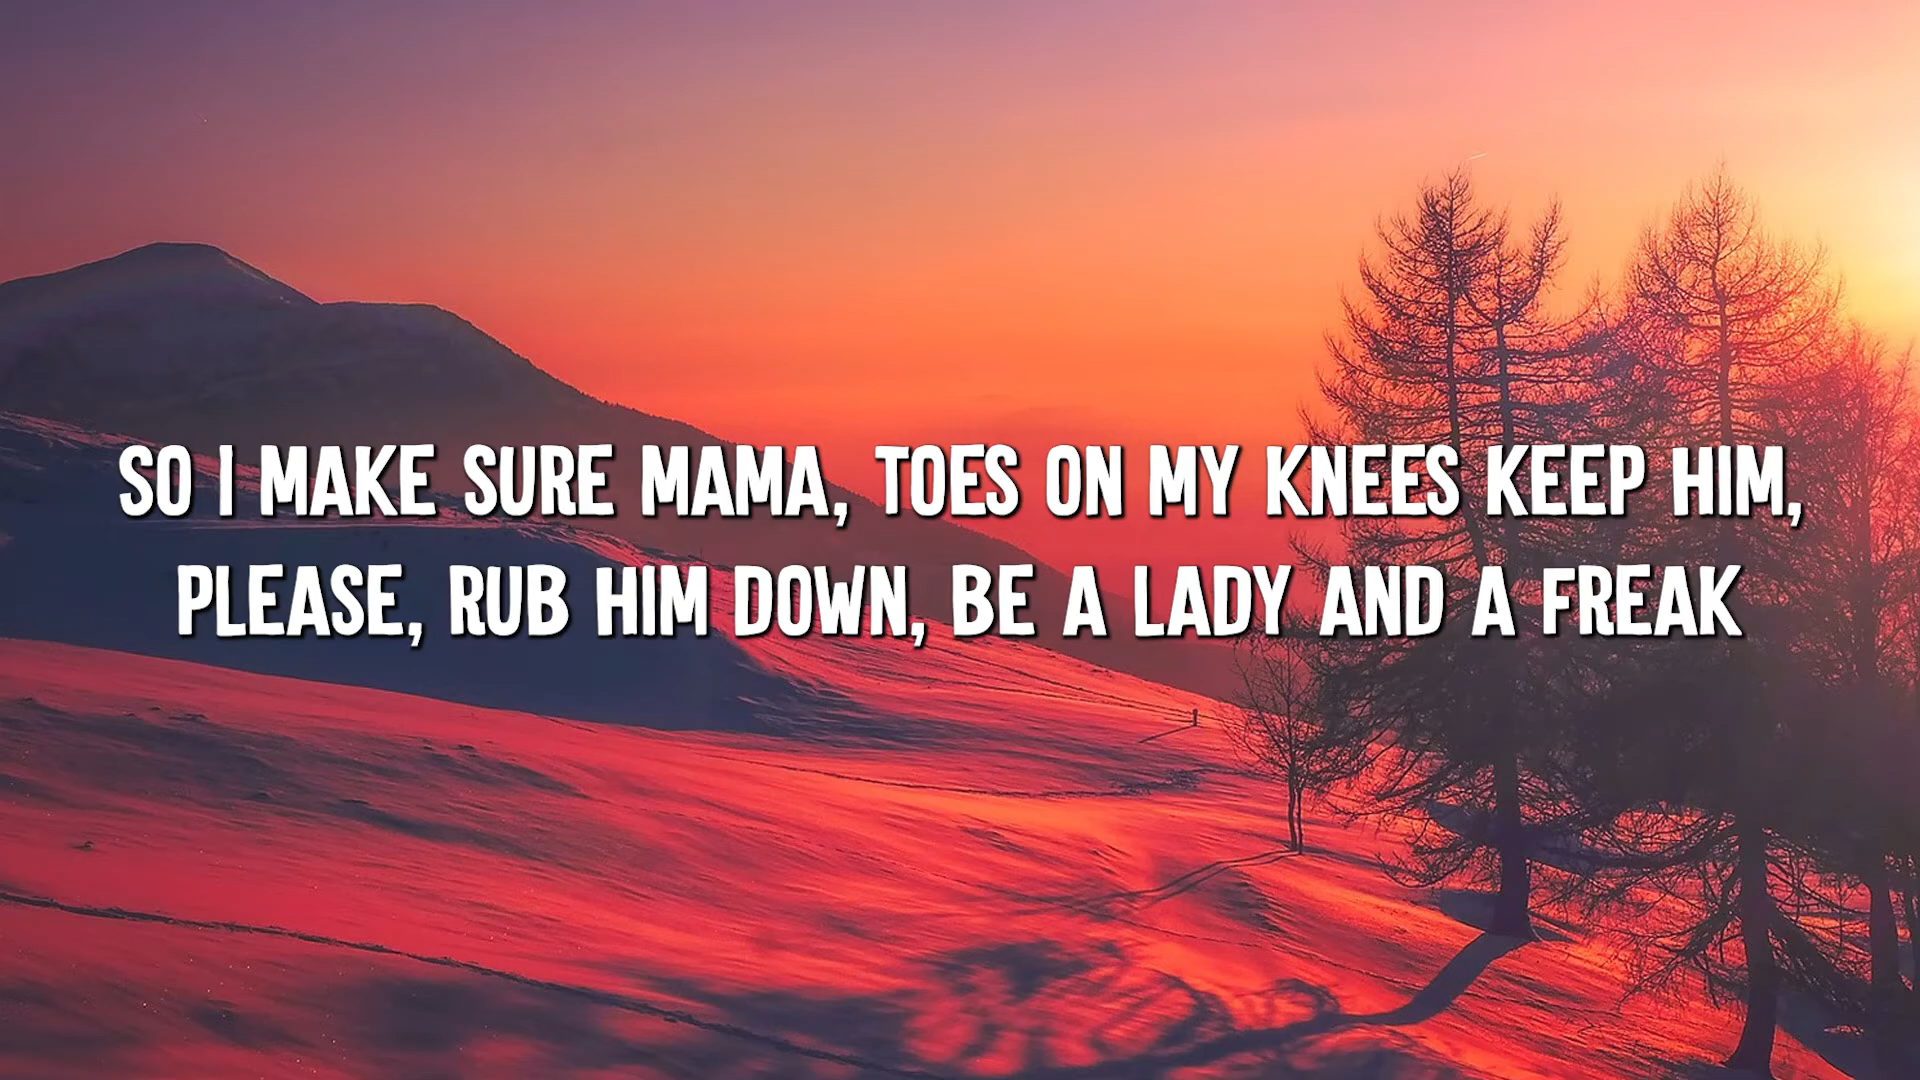 SO I MAKE SURE MAMA, TOES ON MY KNEES KEEP HIM,
PLEASE, RUB HIM DOWN, BE A LADY AND A FREAK